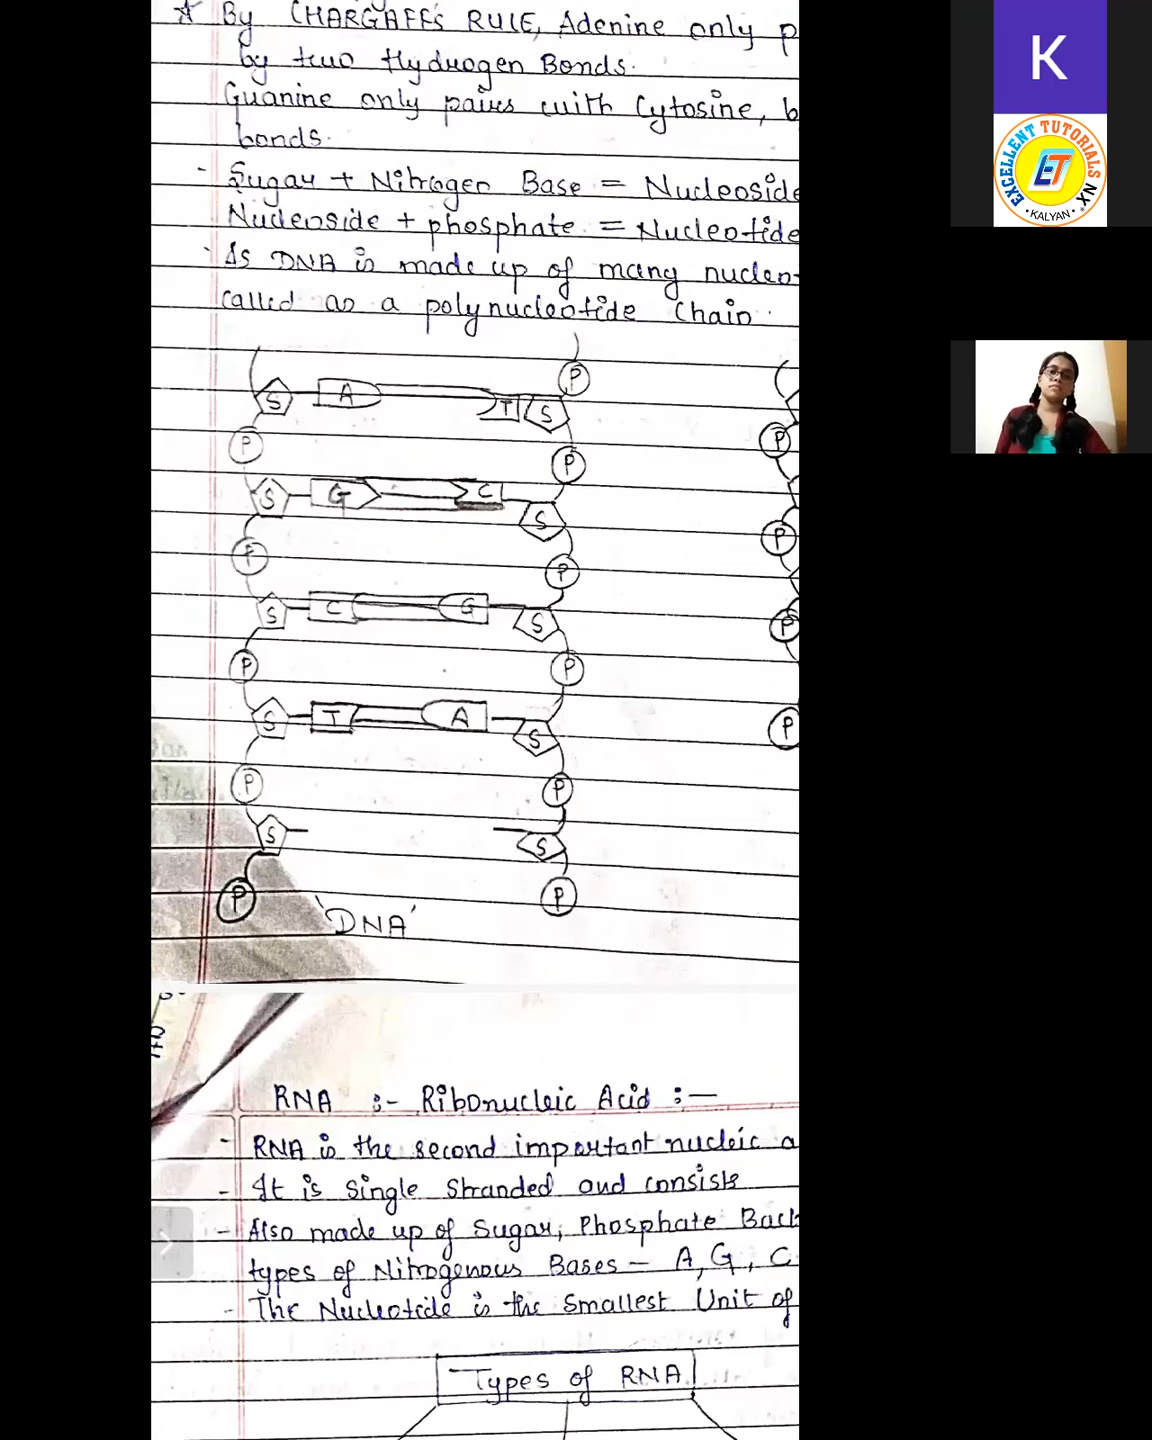 ☆ By CHARGAFF'S RULE, Adenine only p
by two Hydrogen Bonds.
Guanine only pairs with Cytosine, b
bonds.
- Sugar + Nitrogen Base = Nucleoside
Nucleoside + phosphate = Nucleotide
· As DNA is made up of many nucleo-
called as a polynucleotide Chain.
P
S A T S
P P
S G C S
P P
S C G S
P P
S T A S
P P
S S
P P
'DNA'
P
P
P
P
RNA :- Ribonucleic Acid :-
- RNA is the second important nucleic a
- It is Single Stranded and consists
- Also made up of Sugar, Phosphate Back
types of Nitrogenous Bases - A, G, C
- The Nucleotide is the Smallest Unit of
Types of RNA
K
EXCELLENT TUTORIALS NX
ET
· KALYAN ·